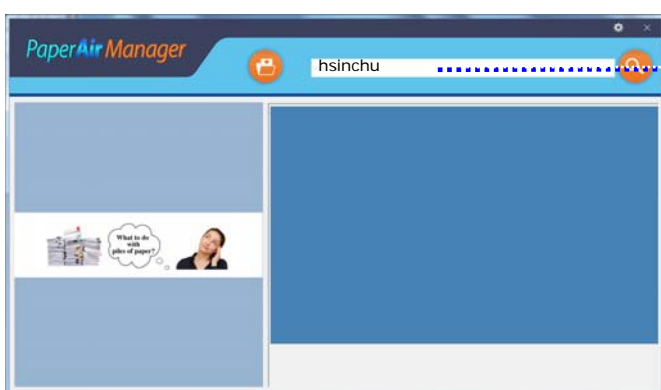 PaperAir Manager
hsinchu
What to do
with
piles of paper?